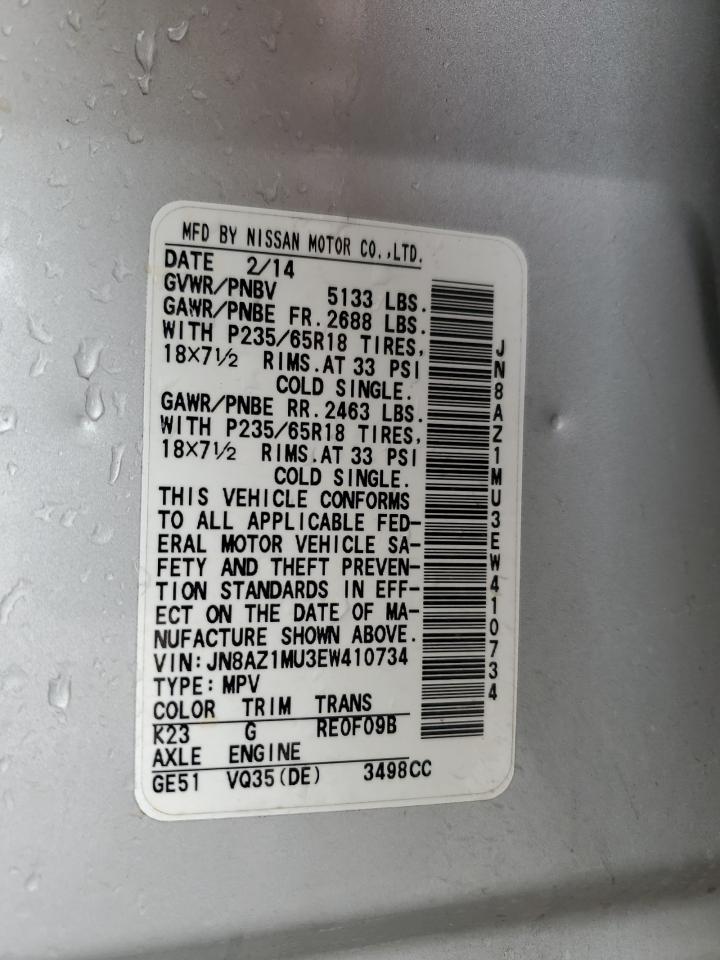 MFD BY NISSAN MOTOR CO.,LTD.
DATE 2/14
GVWR/PNBV 5133 LBS.
GAWR/PNBE FR.2688 LBS.
WITH P235/65R18 TIRES,
18X7½ RIMS.AT 33 PSI
COLD SINGLE.
GAWR/PNBE RR.2463 LBS.
WITH P235/65R18 TIRES,
18X7½ RIMS.AT 33 PSI
COLD SINGLE.
THIS VEHICLE CONFORMS
TO ALL APPLICABLE FED-
ERAL MOTOR VEHICLE SA-
FETY AND THEFT PREVEN-
TION STANDARDS IN EFF-
ECT ON THE DATE OF MA-
NUFACTURE SHOWN ABOVE.
VIN:JN8AZ1MU3EW410734
TYPE:MPV
COLOR TRIM TRANS
K23 G RE0F09B
AXLE ENGINE
GE51 VQ35(DE) 3498CC
JN8AZ1MU3EW410734